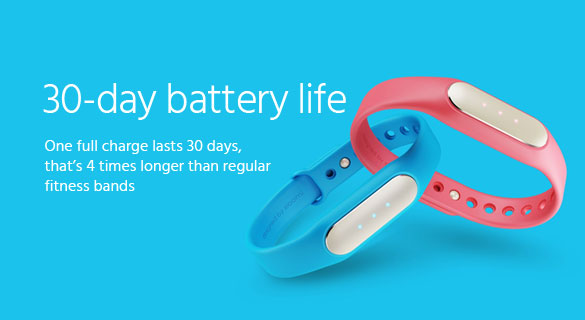 30-day battery life
One full charge lasts 30 days,
that's 4 times longer than regular
fitness bands